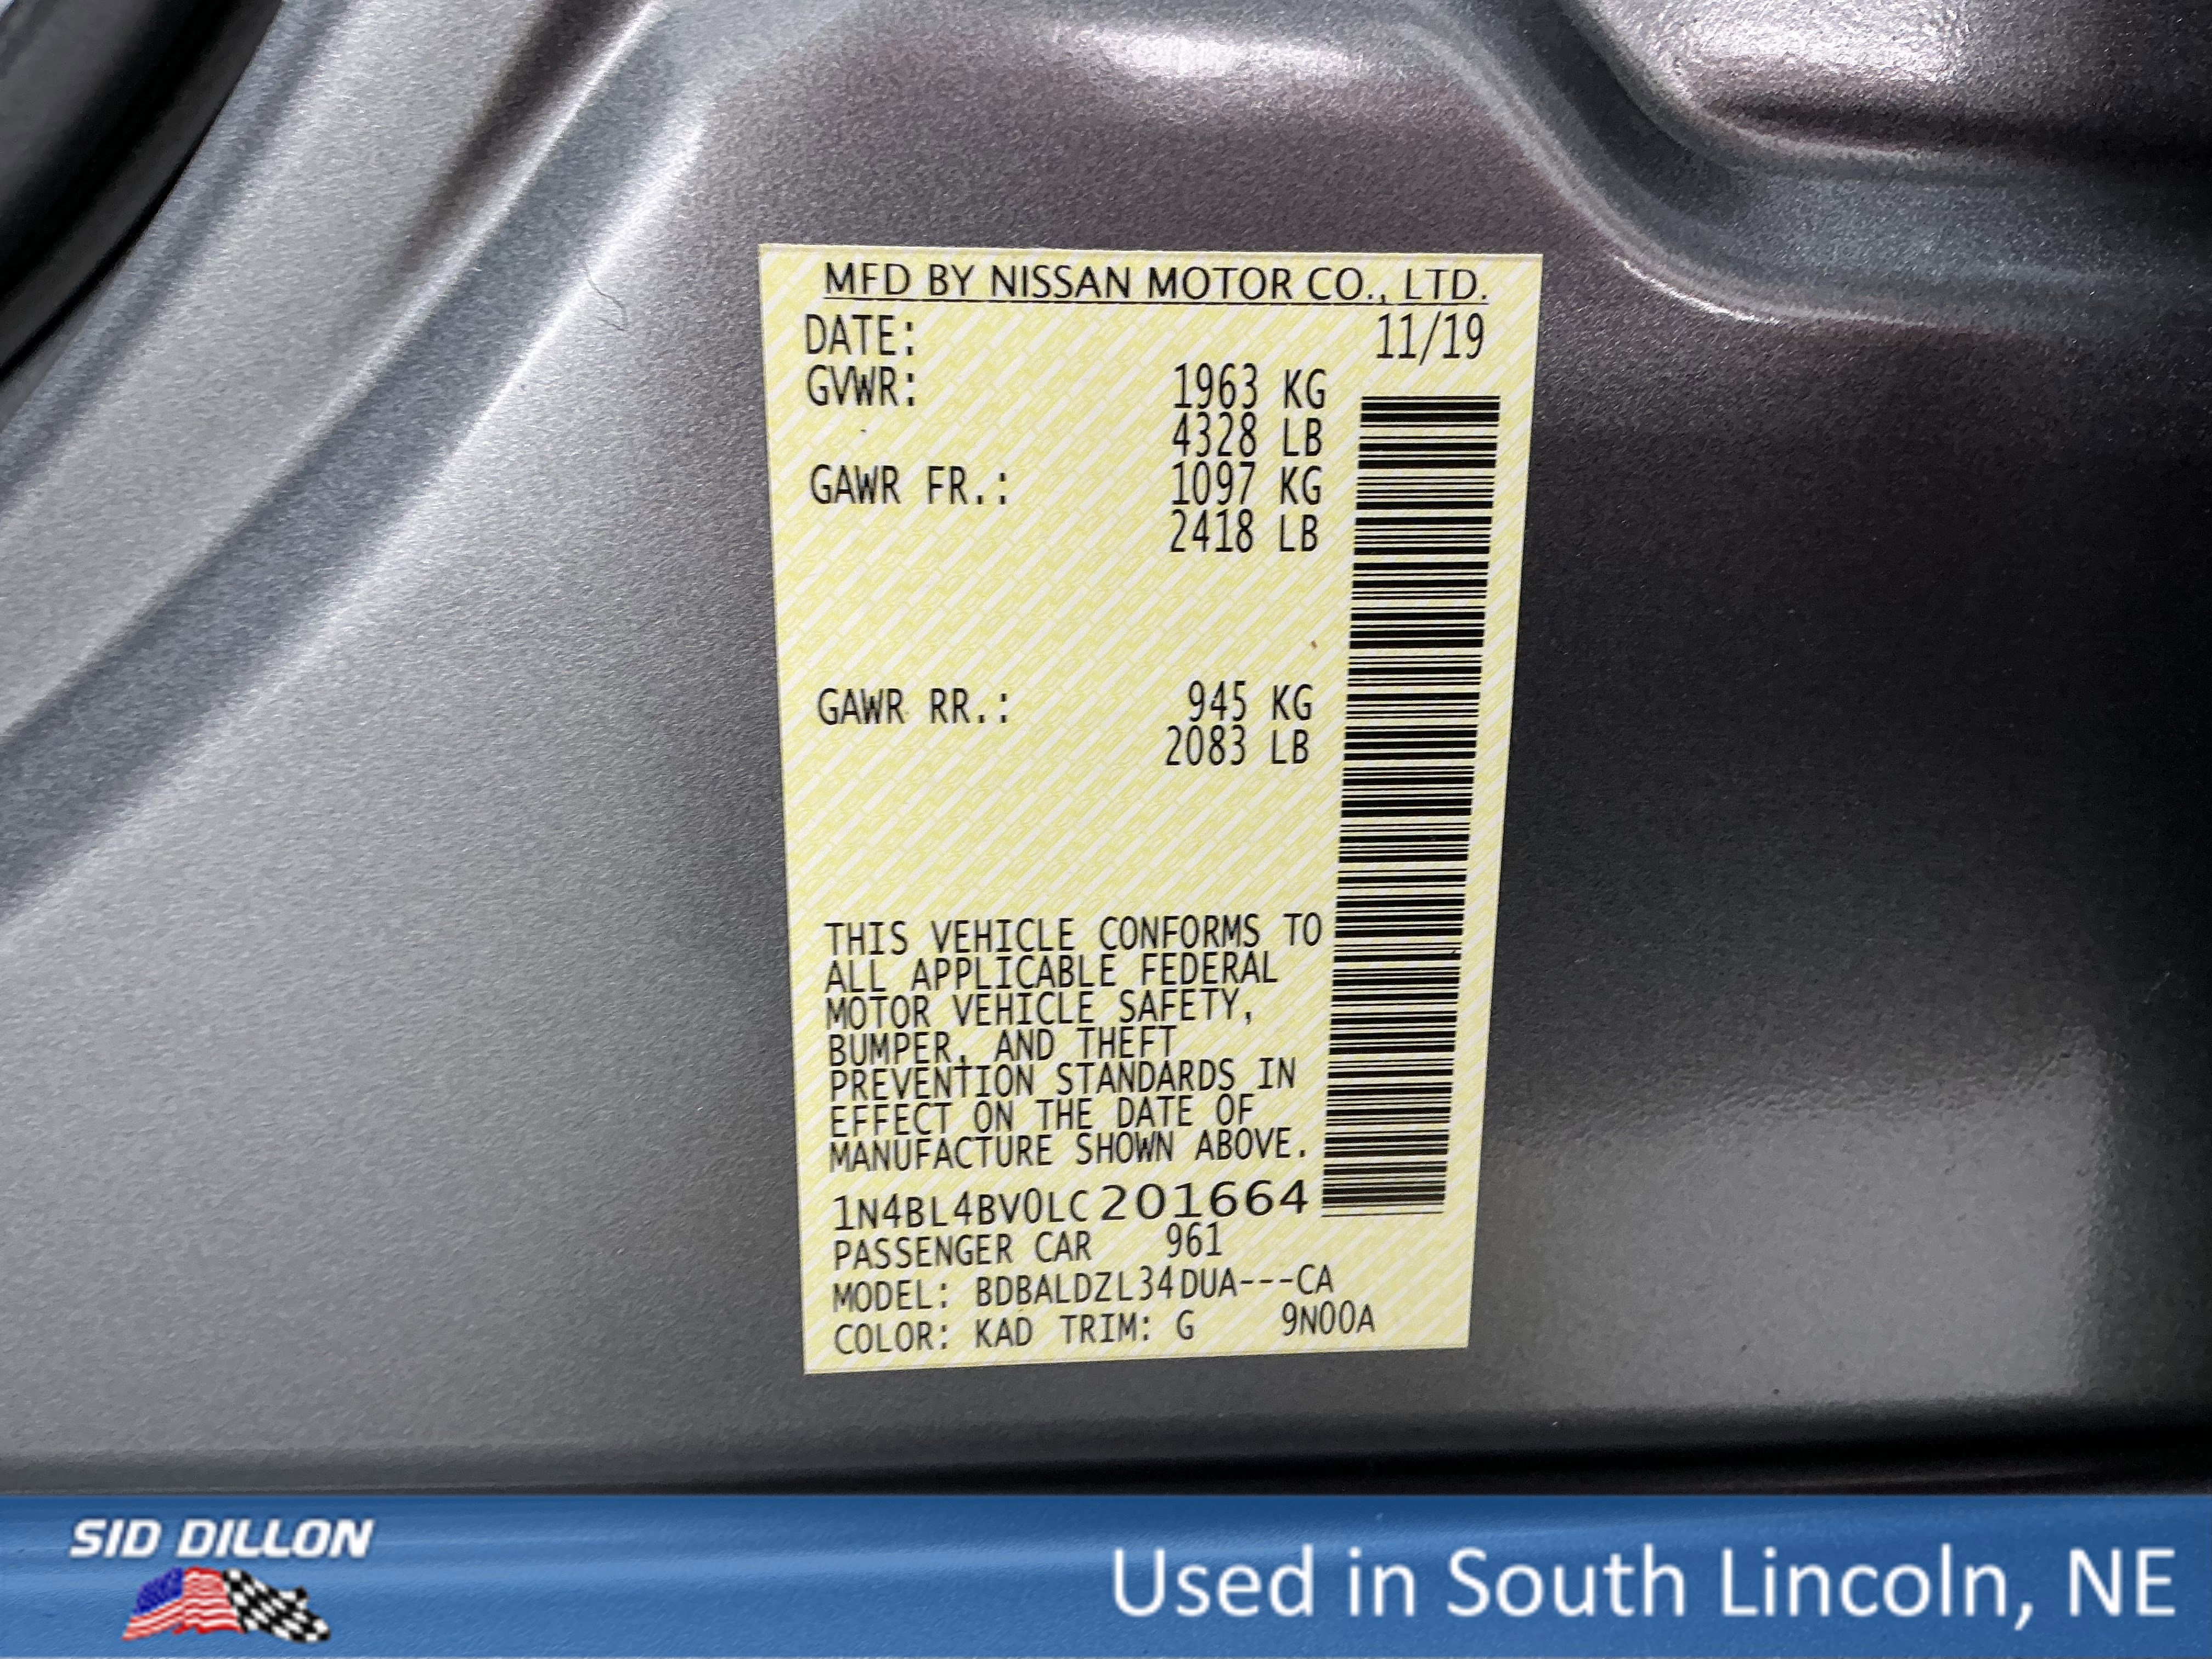 MFD BY NISSAN MOTOR CO., LTD.
DATE: 11/19
GVWR: 1963 KG
4328 LB
GAWR FR.: 1097 KG
2418 LB
GAWR RR.: 945 KG
2083 LB
THIS VEHICLE CONFORMS TO
ALL APPLICABLE FEDERAL
MOTOR VEHICLE SAFETY,
BUMPER, AND THEFT
PREVENTION STANDARDS IN
EFFECT ON THE DATE OF
MANUFACTURE SHOWN ABOVE.
1N4BL4BV0LC201664
PASSENGER CAR 961
MODEL: BDBALDZL34DUA---CA
COLOR: KAD TRIM: G 9N00A
SID DILLON
Used in South Lincoln, NE